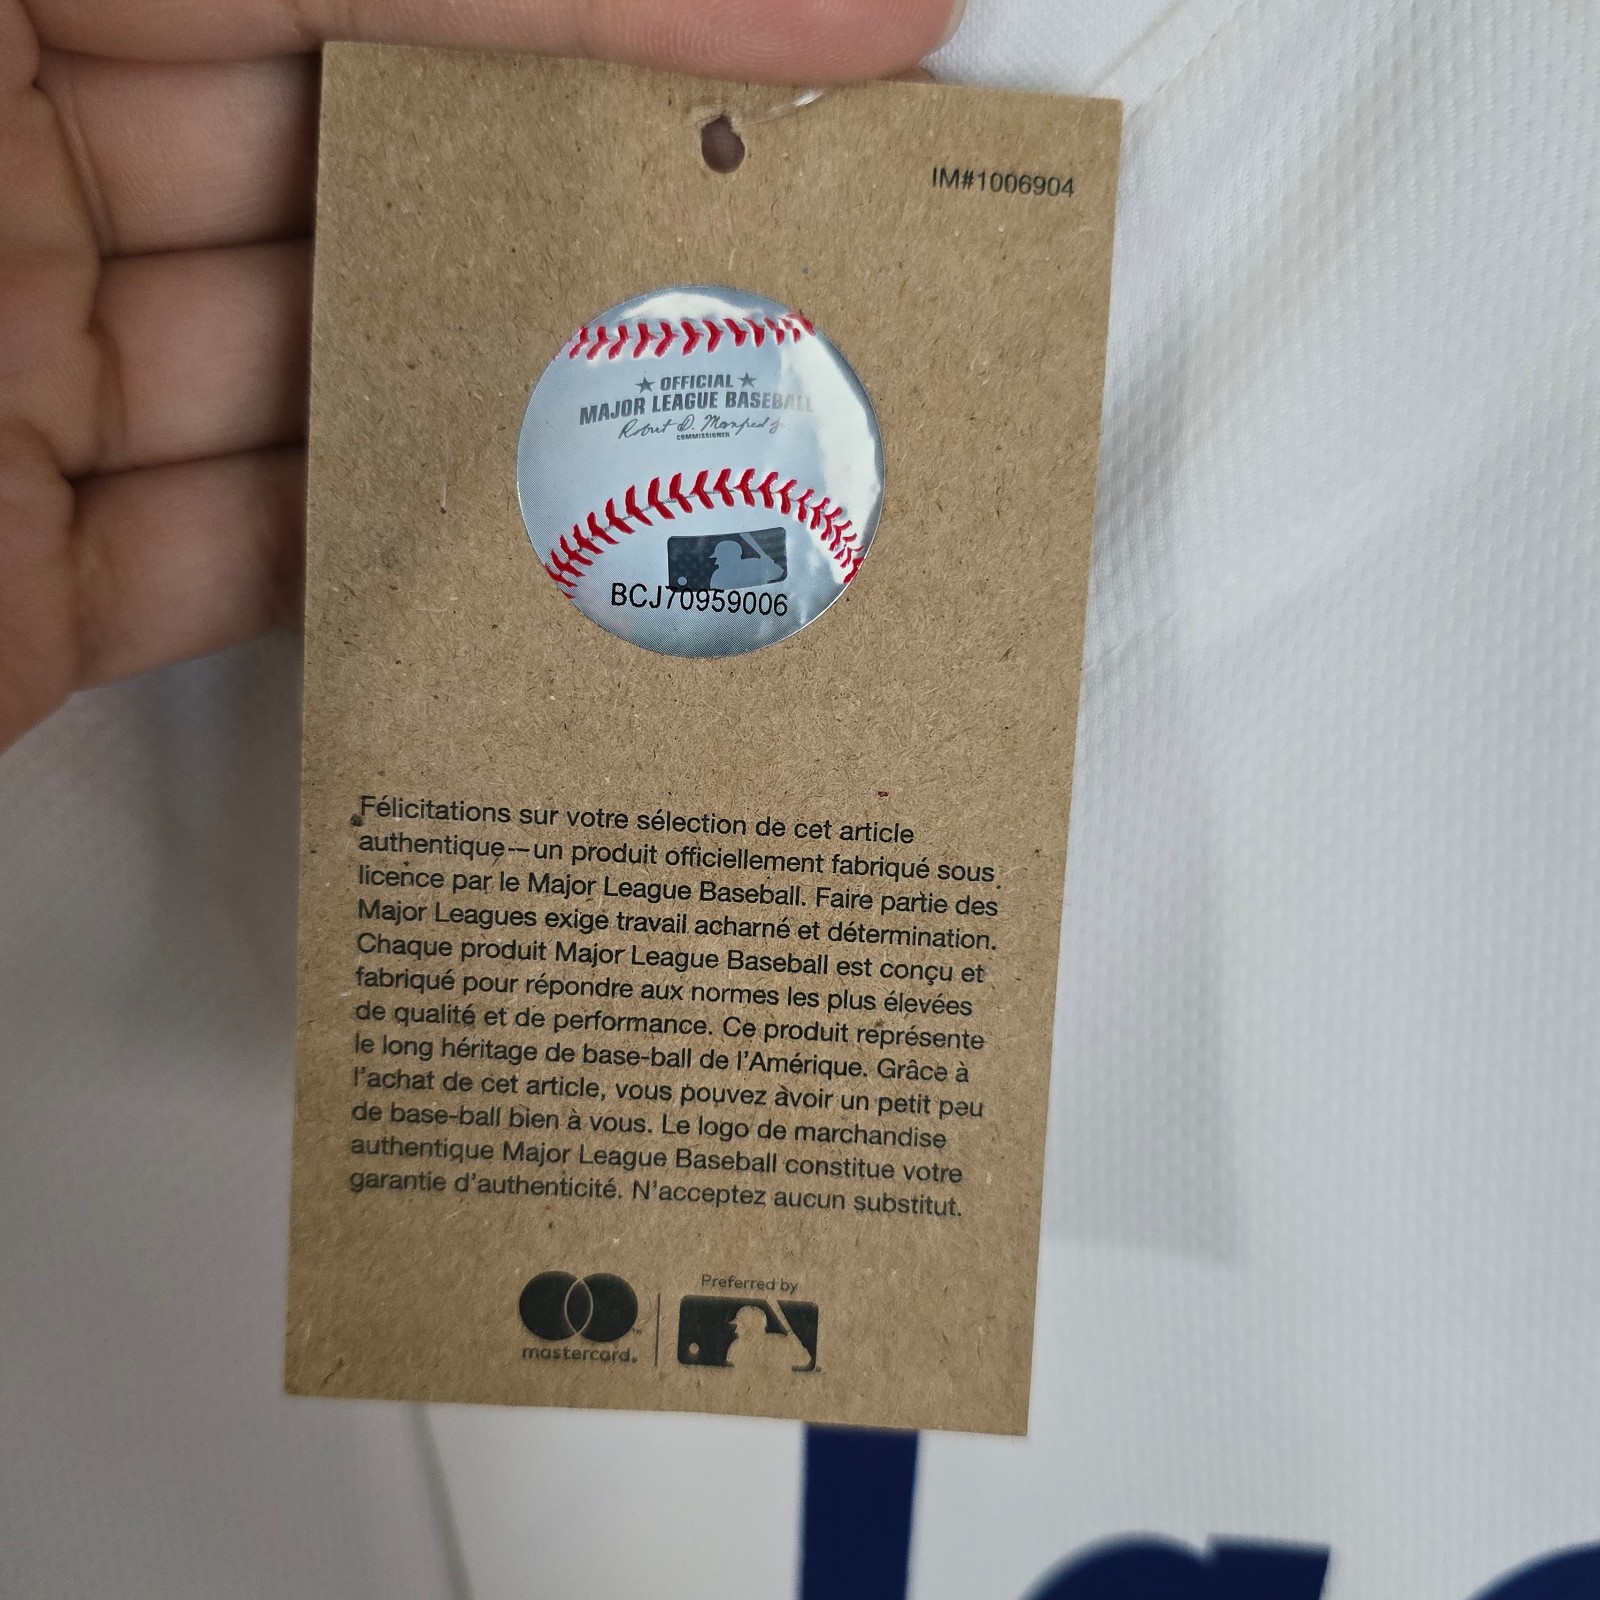 IM#1006904
★ OFFICIAL ★
MAJOR LEAGUE BASEBALL
Robert D. Manfred Jr.
COMMISSIONER
BCJ70959006
Félicitations sur votre sélection de cet article
authentique--un produit officiellement fabriqué sous
licence par le Major League Baseball. Faire partie des
Major Leagues exige travail acharné et détermination.
Chaque produit Major League Baseball est conçu et
fabriqué pour répondre aux normes les plus élevées
de qualité et de performance. Ce produit représente
le long héritage de base-ball de l'Amérique. Grâce à
l'achat de cet article, vous pouvez avoir un petit peu
de base-ball bien à vous. Le logo de marchandise
authentique Major League Baseball constitue votre
garantie d'authenticité. N'acceptez aucun substitut.
Preferred by
mastercard.